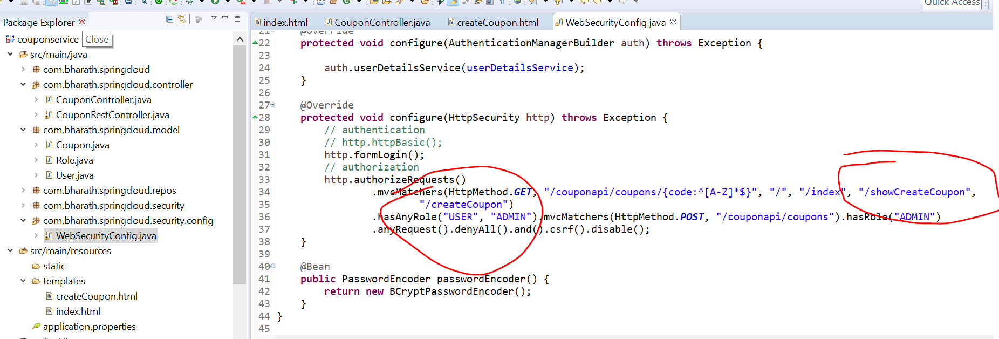 Quick Access
Package Explorer
index.html
CouponController.java
createCoupon.html
WebSecurityConfig.java
couponservice
Close
src/main/java
com.bharath.springcloud
com.bharath.springcloud.controller
CouponController.java
CouponRestController.java
com.bharath.springcloud.model
Coupon.java
Role.java
User.java
com.bharath.springcloud.repos
com.bharath.springcloud.security
com.bharath.springcloud.security.config
WebSecurityConfig.java
src/main/resources
static
templates
createCoupon.html
index.html
application.properties
21 @Override
22 protected void configure(AuthenticationManagerBuilder auth) throws Exception {
23
24 auth.userDetailsService(userDetailsService);
25 }
26
27 @Override
28 protected void configure(HttpSecurity http) throws Exception {
29 // authentication
30 // http.httpBasic();
31 http.formLogin();
32 // authorization
33 http.authorizeRequests()
34 .mvcMatchers(HttpMethod.GET, "/couponapi/coupons/{code:^[A-Z]*$}", "/", "/index", "/showCreateCoupon",
35 "/createCoupon")
36 .hasAnyRole("USER", "ADMIN").mvcMatchers(HttpMethod.POST, "/couponapi/coupons").hasRole("ADMIN")
37 .anyRequest().denyAll().and().csrf().disable();
38 }
39
40 @Bean
41 public PasswordEncoder passwordEncoder() {
42 return new BCryptPasswordEncoder();
43 }
44 }
45